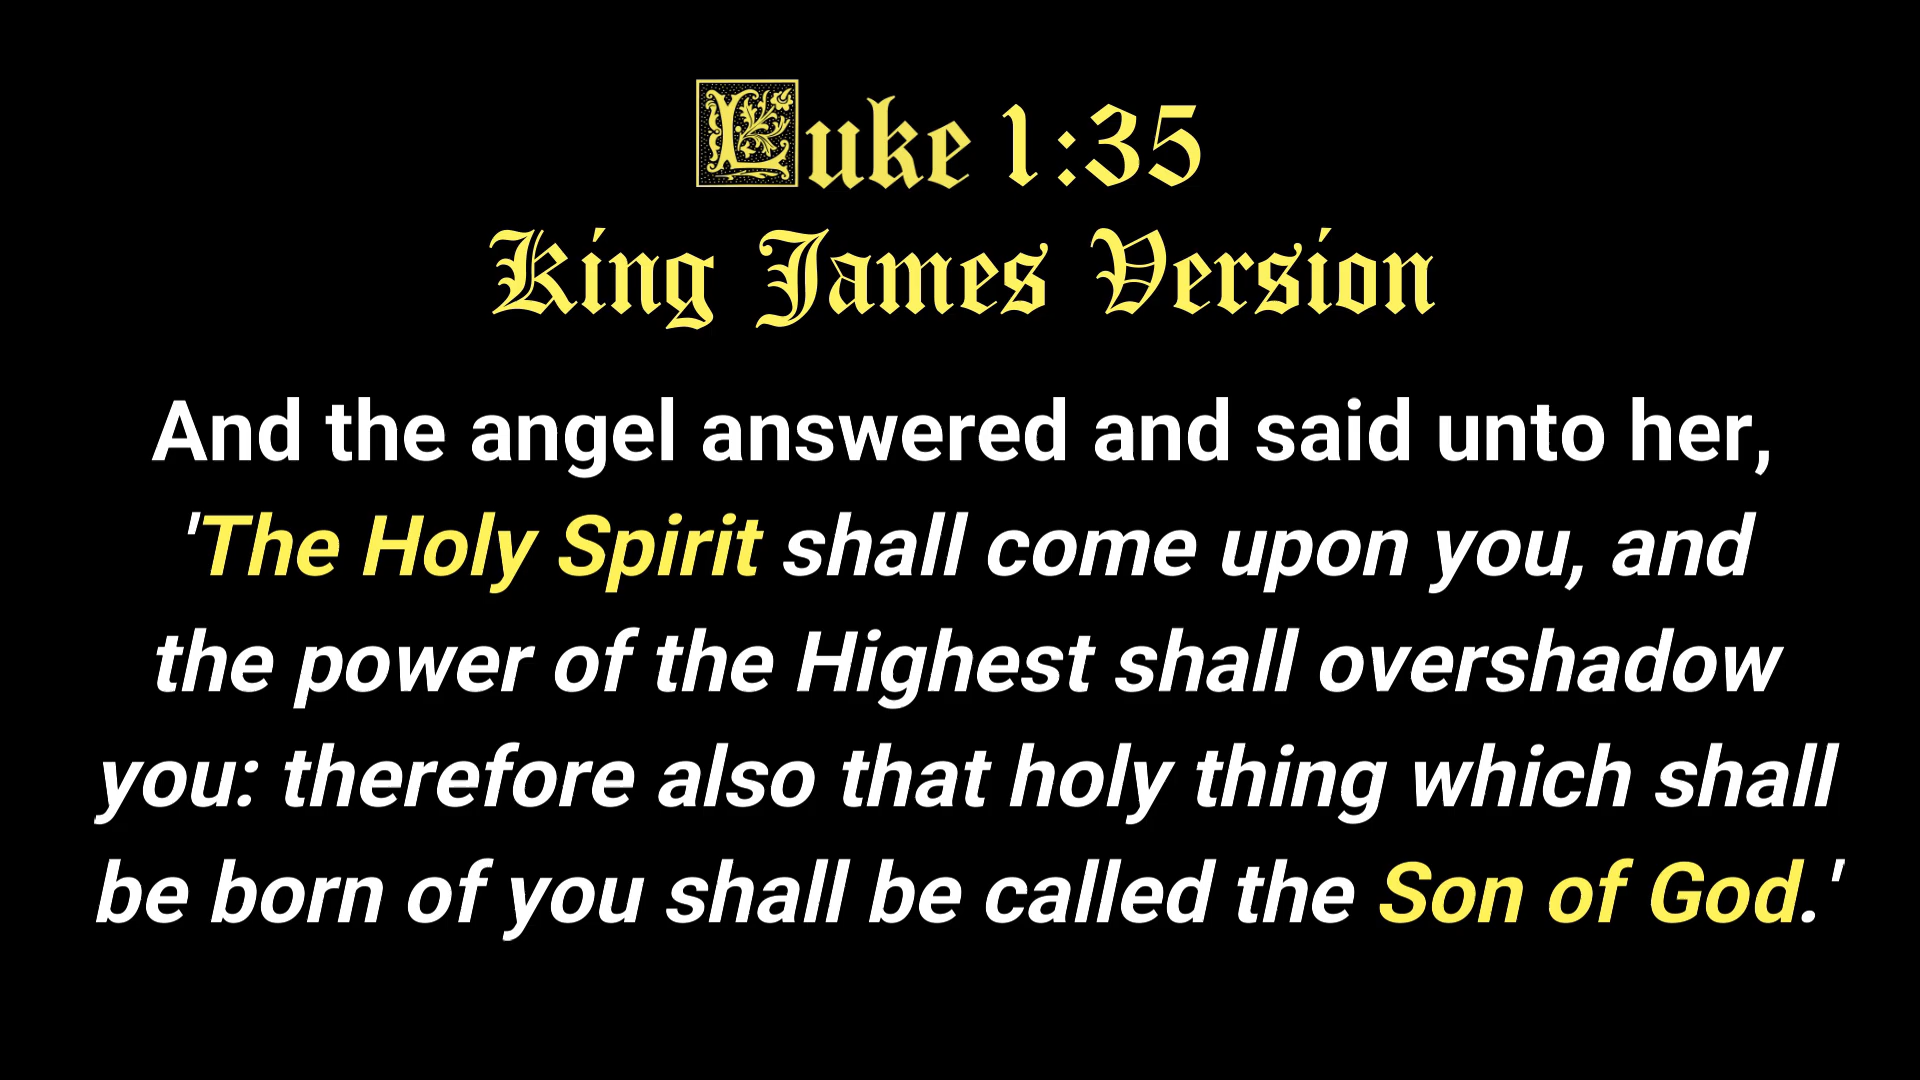 Luke 1:35
King James Version
And the angel answered and said unto her,
'The Holy Spirit shall come upon you, and
the power of the Highest shall overshadow
you: therefore also that holy thing which shall
be born of you shall be called the Son of God.'